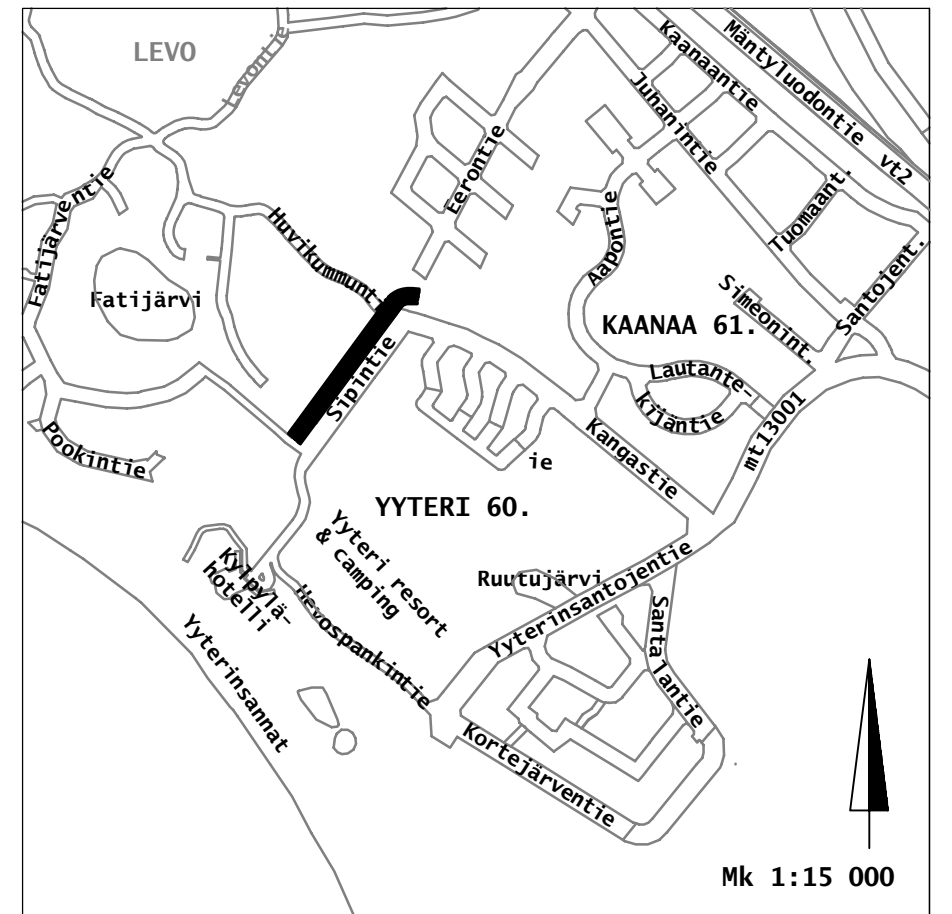 LEVO
Levontie
Kaanaantie
Mäntyluodontie
vt2
Juhanintie
Eerontie
Fatijärventie
Huvikummunt.
Aapontie
Tuomaant.
Santojent.
Fatijärvi
Simeonint.
KAANAA 61.
Sipintie
Lautante-
kijäntie
mt13001
Pookintie
Kangastie
ie
YYTERI 60.
Yyteri resort
& camping
Kylpylä-
hotelli
Ruutujärvi
Yyterinsantojentie
Hevospankintie
Santalantie
Yyterinsannat
Kortejärventie
Mk 1:15 000